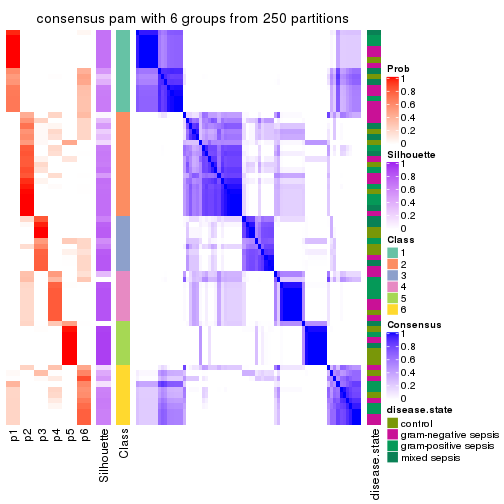 consensus pam with 6 groups from 250 partitions
p1
p2
p3
p4
p5
p6
Silhouette
Class
disease.state
Prob
1
0.8
0.6
0.4
0.2
0
Silhouette
1
0.8
0.6
0.4
0.2
0
Class
1
2
3
4
5
6
Consensus
1
0.8
0.6
0.4
0.2
0
disease.state
control
gram-negative sepsis
gram-positive sepsis
mixed sepsis